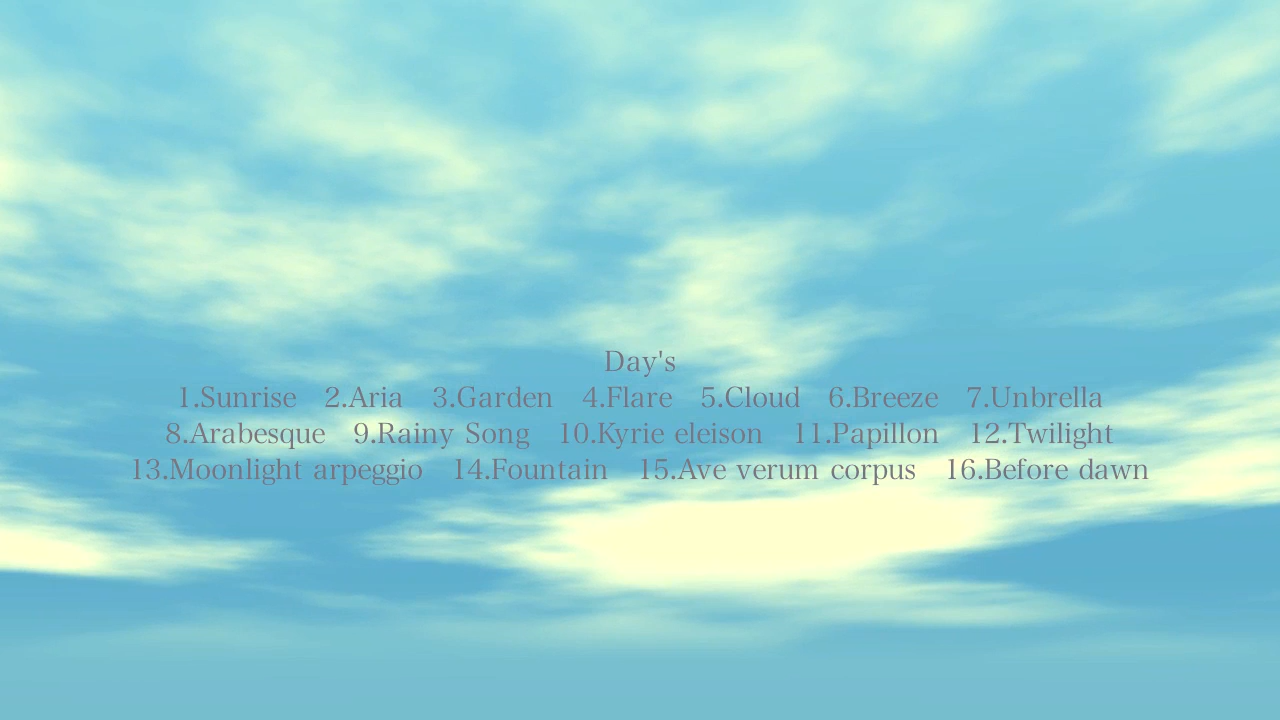 Day's
1.Sunrise 2.Aria 3.Garden 4.Flare 5.Cloud 6.Breeze 7.Unbrella
8.Arabesque 9.Rainy Song 10.Kyrie eleison 11.Papillon 12.Twilight
13.Moonlight arpeggio 14.Fountain 15.Ave verum corpus 16.Before dawn